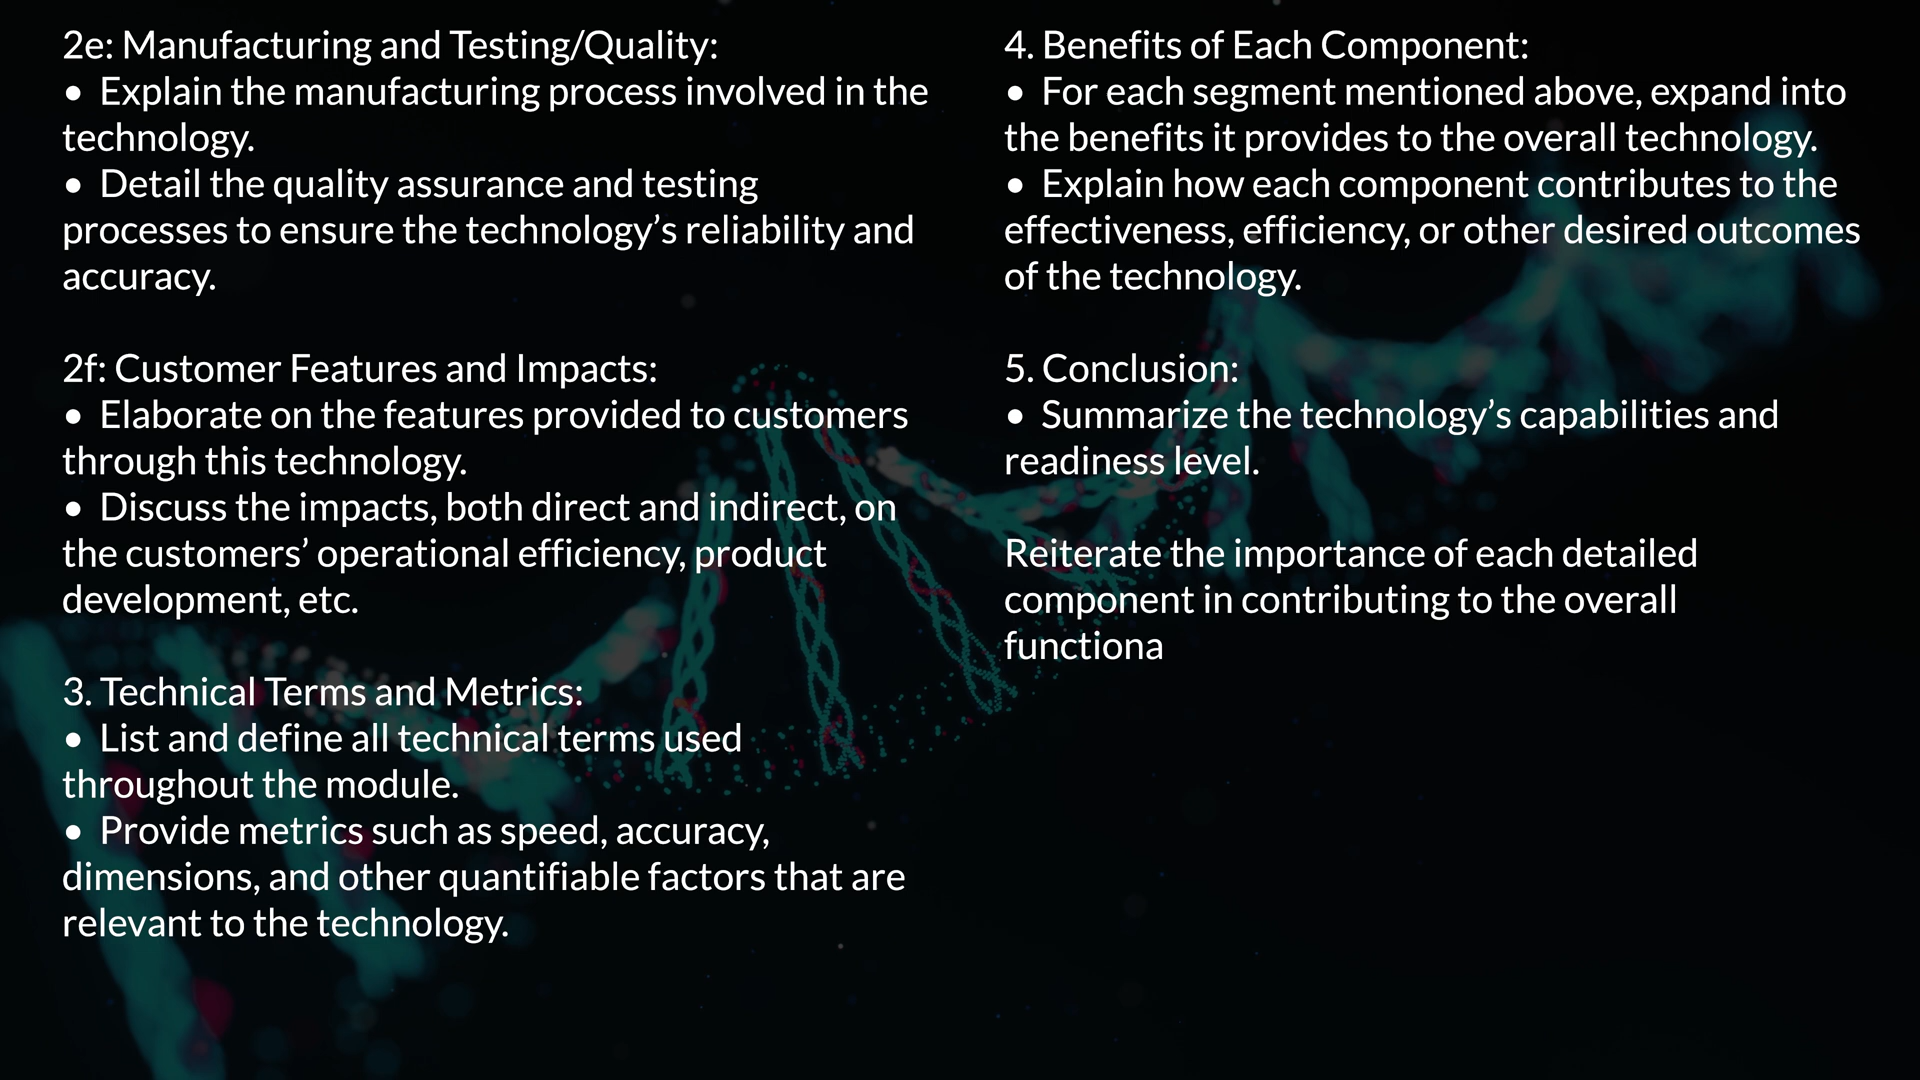 2e: Manufacturing and Testing/Quality:
• Explain the manufacturing process involved in the
technology.
• Detail the quality assurance and testing
processes to ensure the technology’s reliability and
accuracy.
2f: Customer Features and Impacts:
• Elaborate on the features provided to customers
through this technology.
• Discuss the impacts, both direct and indirect, on
the customers’ operational efficiency, product
development, etc.
3. Technical Terms and Metrics:
• List and define all technical terms used
throughout the module.
• Provide metrics such as speed, accuracy,
dimensions, and other quantifiable factors that are
relevant to the technology.
4. Benefits of Each Component:
• For each segment mentioned above, expand into
the benefits it provides to the overall technology.
• Explain how each component contributes to the
effectiveness, efficiency, or other desired outcomes
of the technology.
5. Conclusion:
• Summarize the technology’s capabilities and
readiness level.
Reiterate the importance of each detailed
component in contributing to the overall
functiona